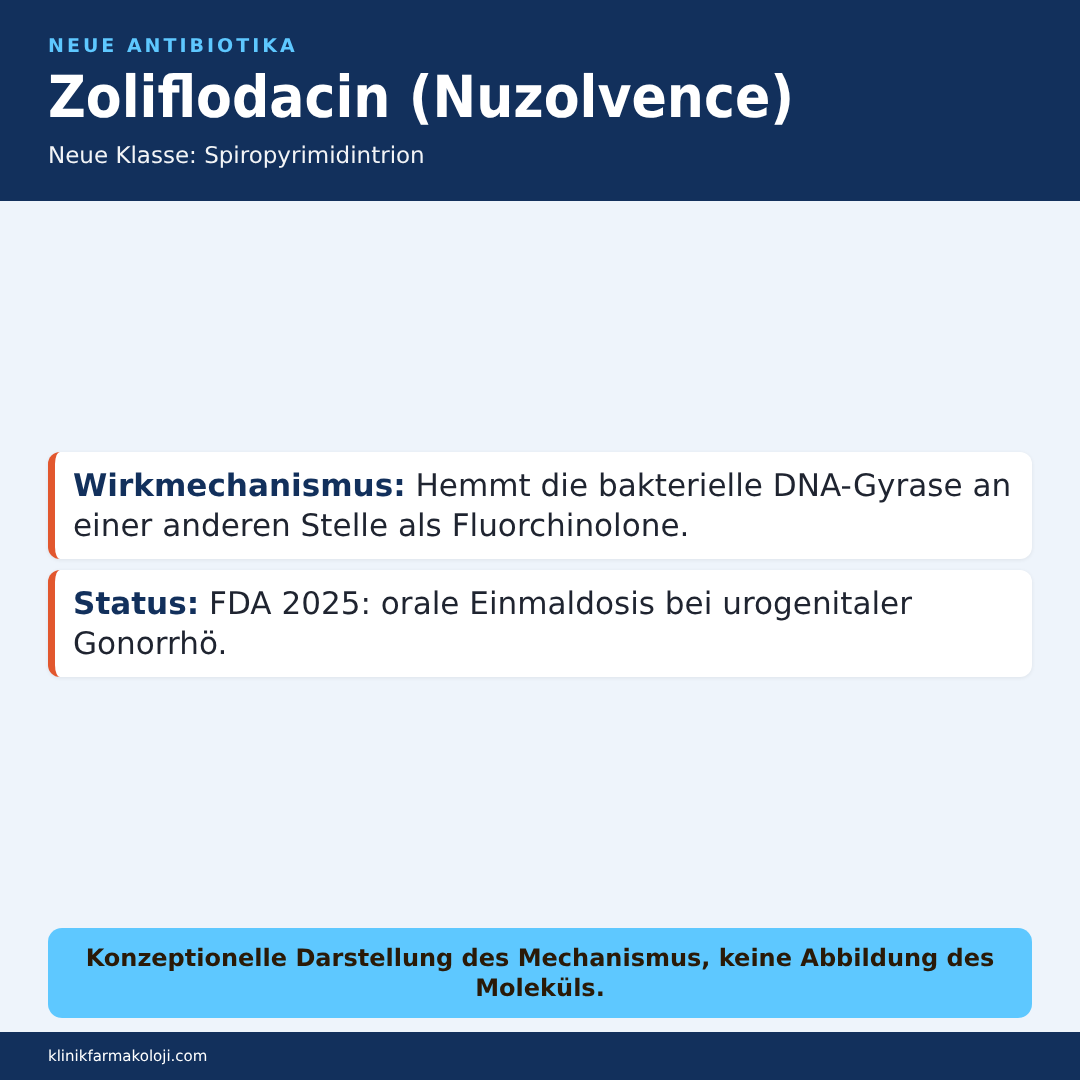 NEUE ANTIBIOTIKA
Zoliflodacin (Nuzolvence)
Neue Klasse: Spiropyrimidintrion
Wirkmechanismus: Hemmt die bakterielle DNA-Gyrase an
einer anderen Stelle als Fluorchinolone.
Status: FDA 2025: orale Einmaldosis bei urogenitaler
Gonorrhö.
Konzeptionelle Darstellung des Mechanismus, keine Abbildung des
Moleküls.
klinikfarmakoloji.com